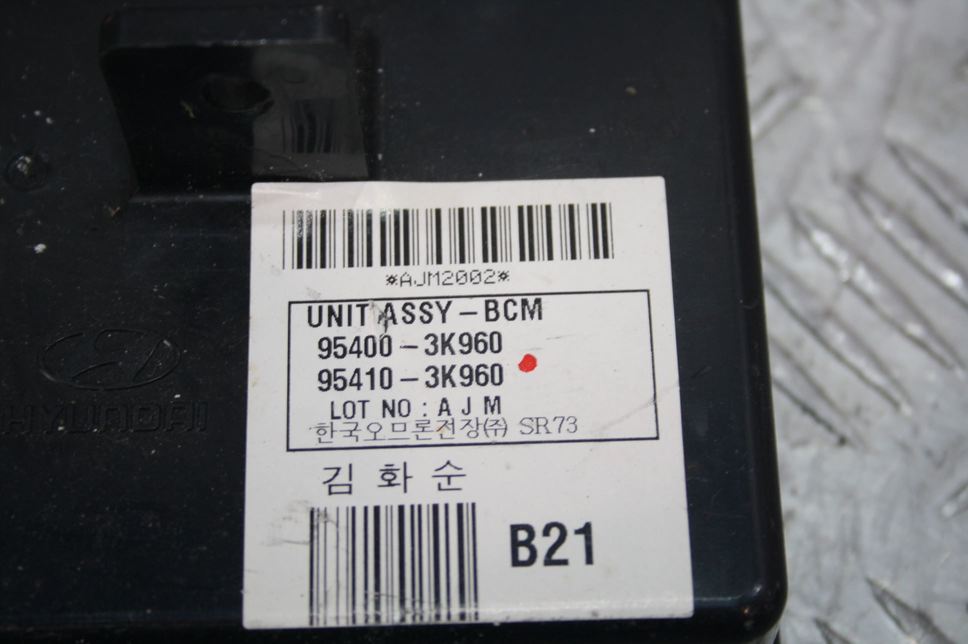 *AJM2002*
UNIT ASSY-BCM
95400-3K960
95410-3K960
LOT NO : A J M
한국오므론전장(주) SR73
김 화 순
B21
HYUNDAI